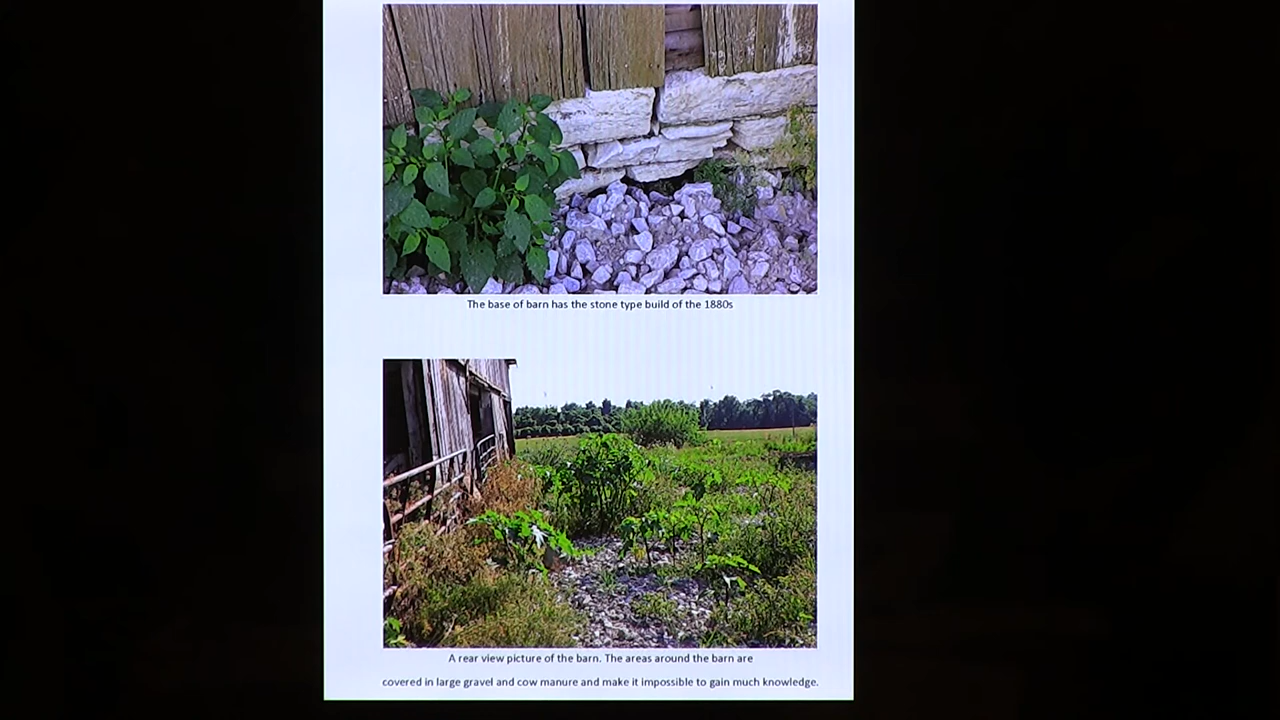 The base of barn has the stone type build of the 1880s
A rear view picture of the barn. The areas around the barn are
covered in large gravel and cow manure and make it impossible to gain much knowledge.